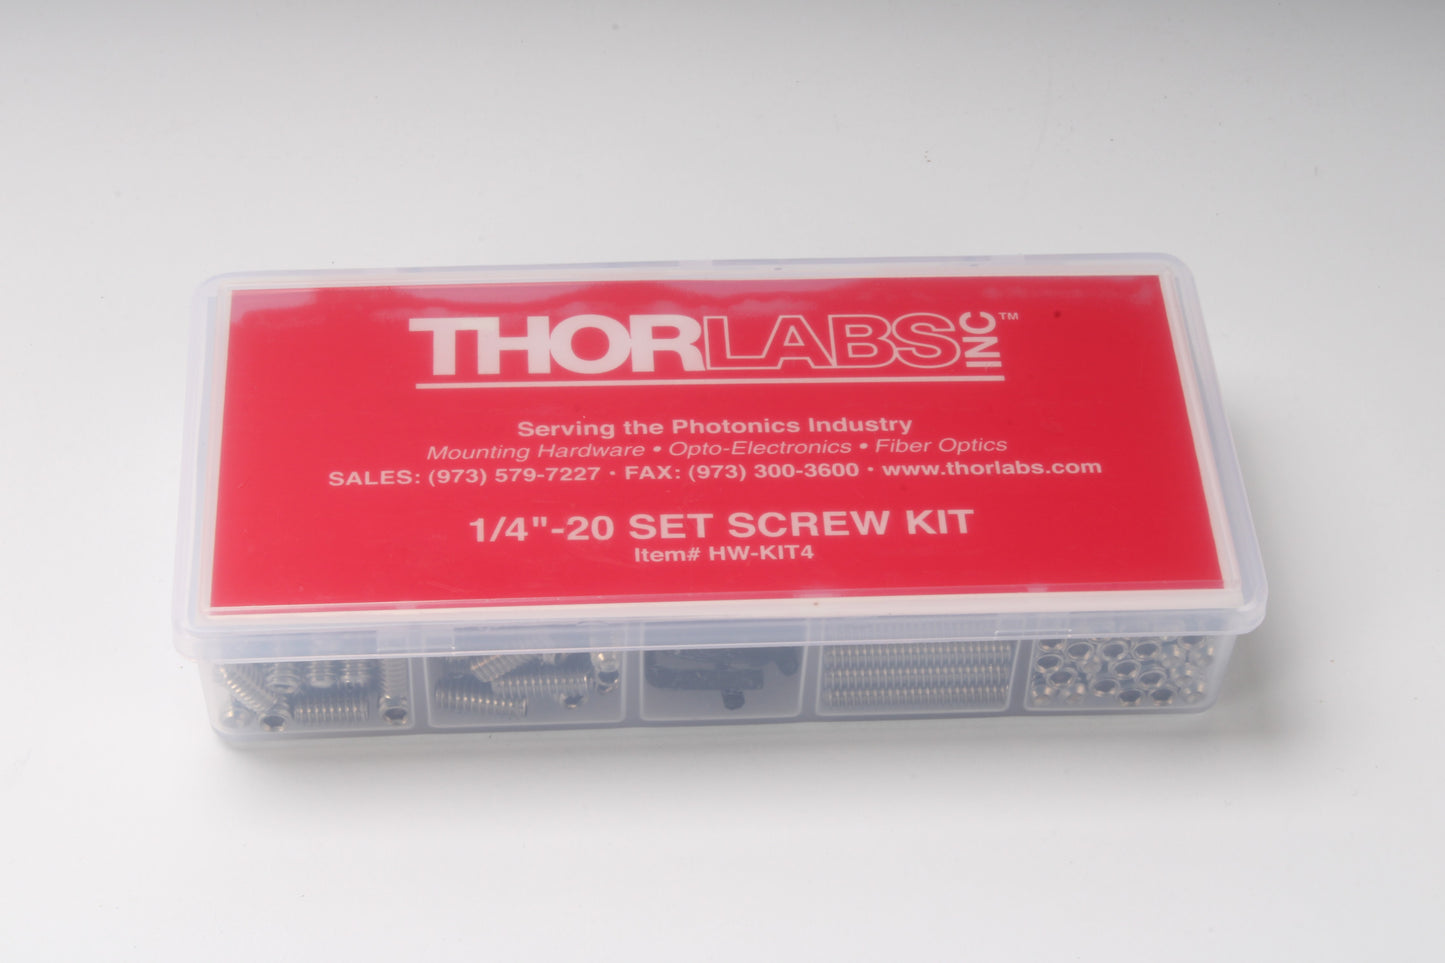 THORLABS INC™
Serving the Photonics Industry
Mounting Hardware • Opto-Electronics • Fiber Optics
SALES: (973) 579-7227 · FAX: (973) 300-3600 · www.thorlabs.com
1/4"-20 SET SCREW KIT
Item# HW-KIT4